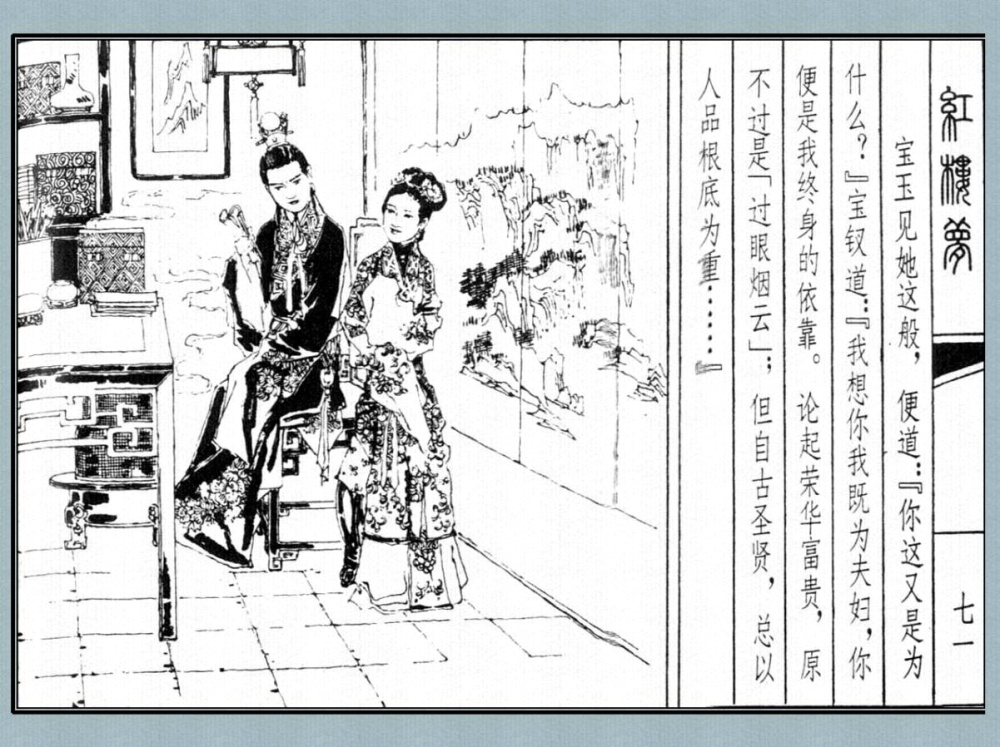 紅樓夢
七一
宝玉见她这般，便道：『你这又是为
什么？』宝钗道：『我想你我既为夫妇，你
便是我终身的依靠。论起荣华富贵，原
不过是「过眼烟云」；但自古圣贤，总以
人品根底为重……』